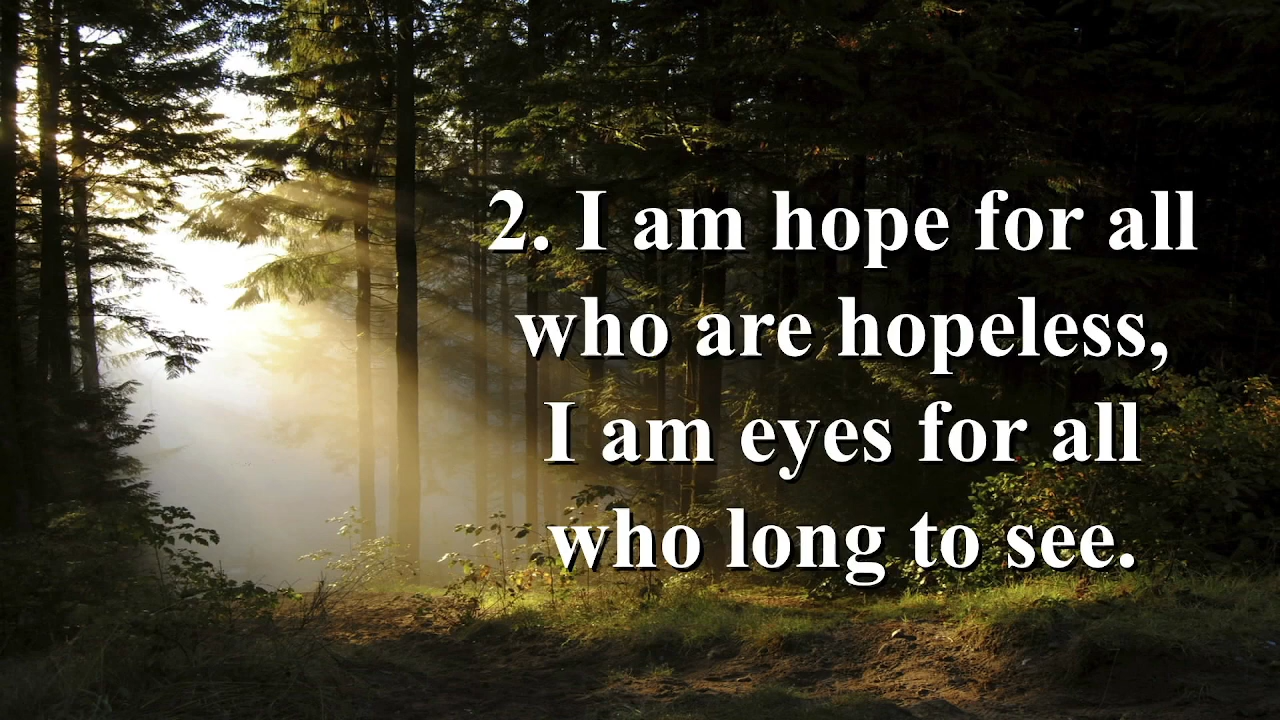 2. I am hope for all
who are hopeless,
I am eyes for all
who long to see.